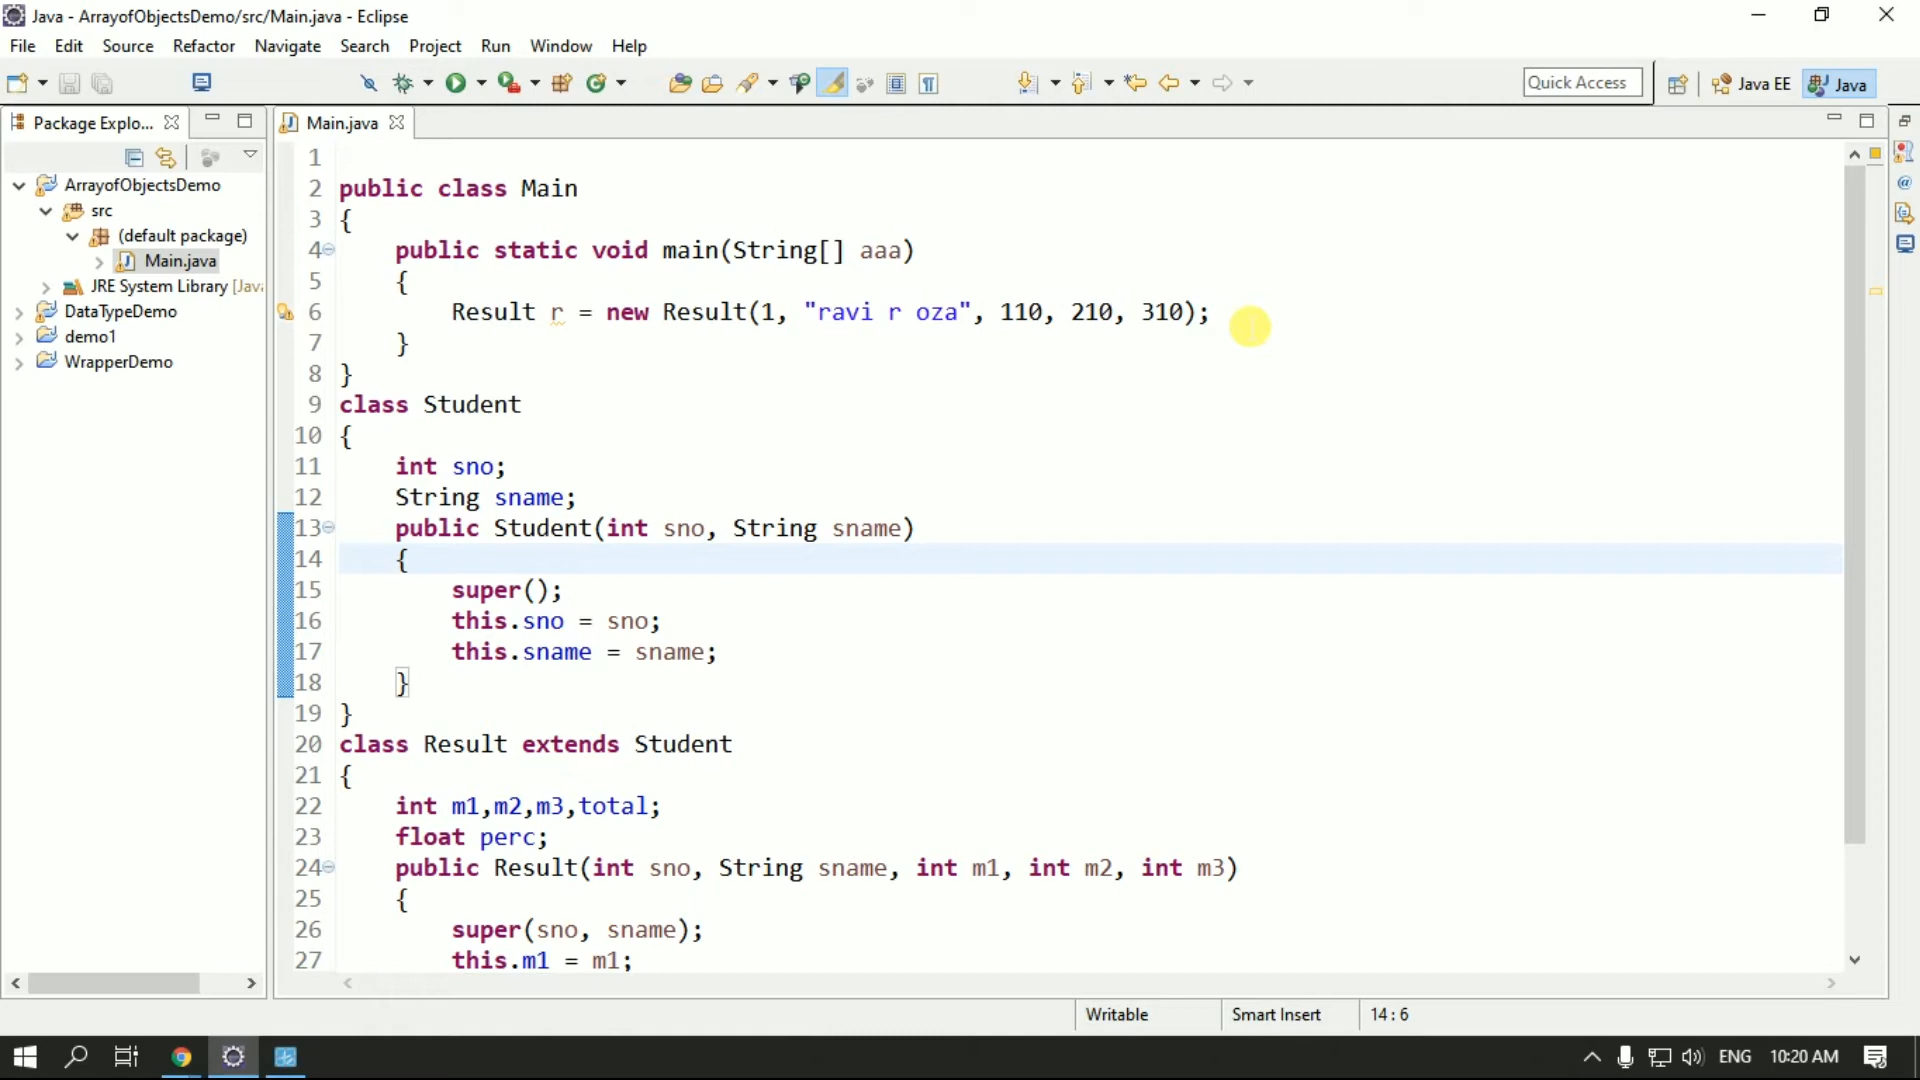 Java - ArrayofObjectsDemo/src/Main.java - Eclipse
File Edit Source Refactor Navigate Search Project Run Window Help
Quick Access Java EE Java
Package Explo... Main.java
ArrayofObjectsDemo
src
(default package)
Main.java
JRE System Library [Java
DataTypeDemo
demo1
WrapperDemo
1
2 public class Main
3 {
4 public static void main(String[] aaa)
5 {
6 Result r = new Result(1, "ravi r oza", 110, 210, 310);
7 }
8 }
9 class Student
10 {
11 int sno;
12 String sname;
13 public Student(int sno, String sname)
14 {
15 super();
16 this.sno = sno;
17 this.sname = sname;
18 }
19 }
20 class Result extends Student
21 {
22 int m1,m2,m3,total;
23 float perc;
24 public Result(int sno, String sname, int m1, int m2, int m3)
25 {
26 super(sno, sname);
27 this.m1 = m1;
Writable Smart Insert 14 : 6
ENG 10:20 AM